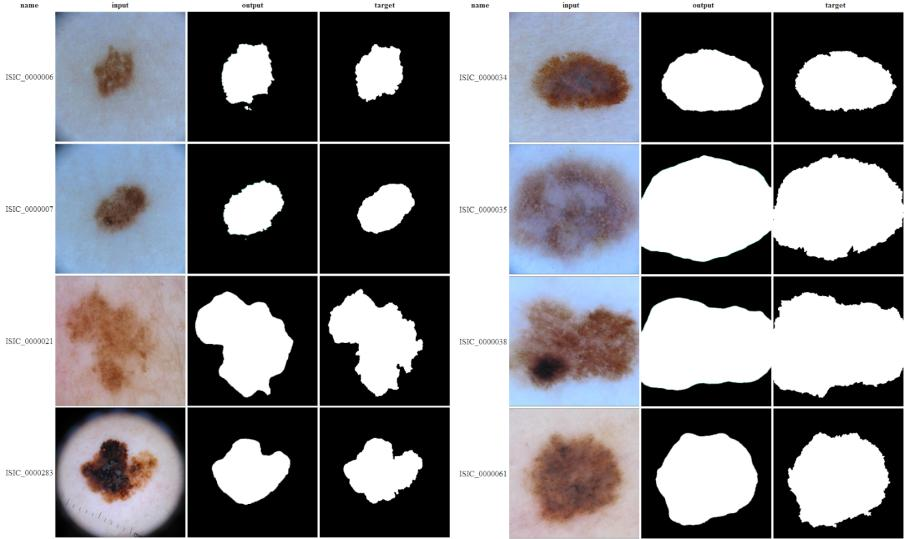 name input output target name input output target
ISIC_0000006 ISIC_0000034
ISIC_0000007 ISIC_0000035
ISIC_0000021 ISIC_0000038
ISIC_0000283 ISIC_0000061